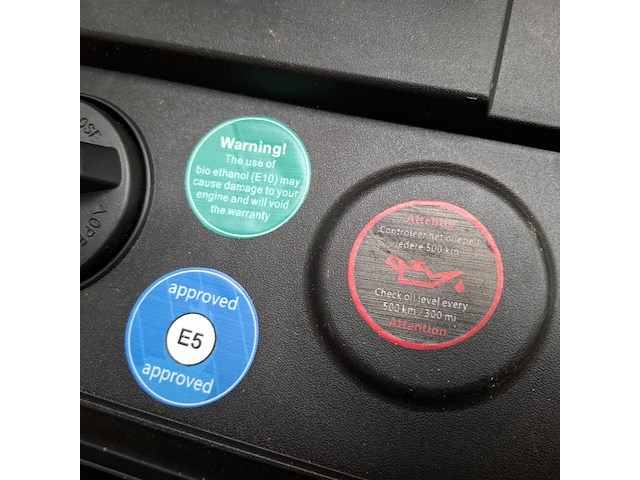 Warning!
The use of
bio ethanol (E10) may
cause damage to your
engine and will void
the warranty
approved
E5
approved
Attentie
Controleer het oliepeil
iedere 500 km
Check oil level every
500 km / 300 mi
Attention
OPE